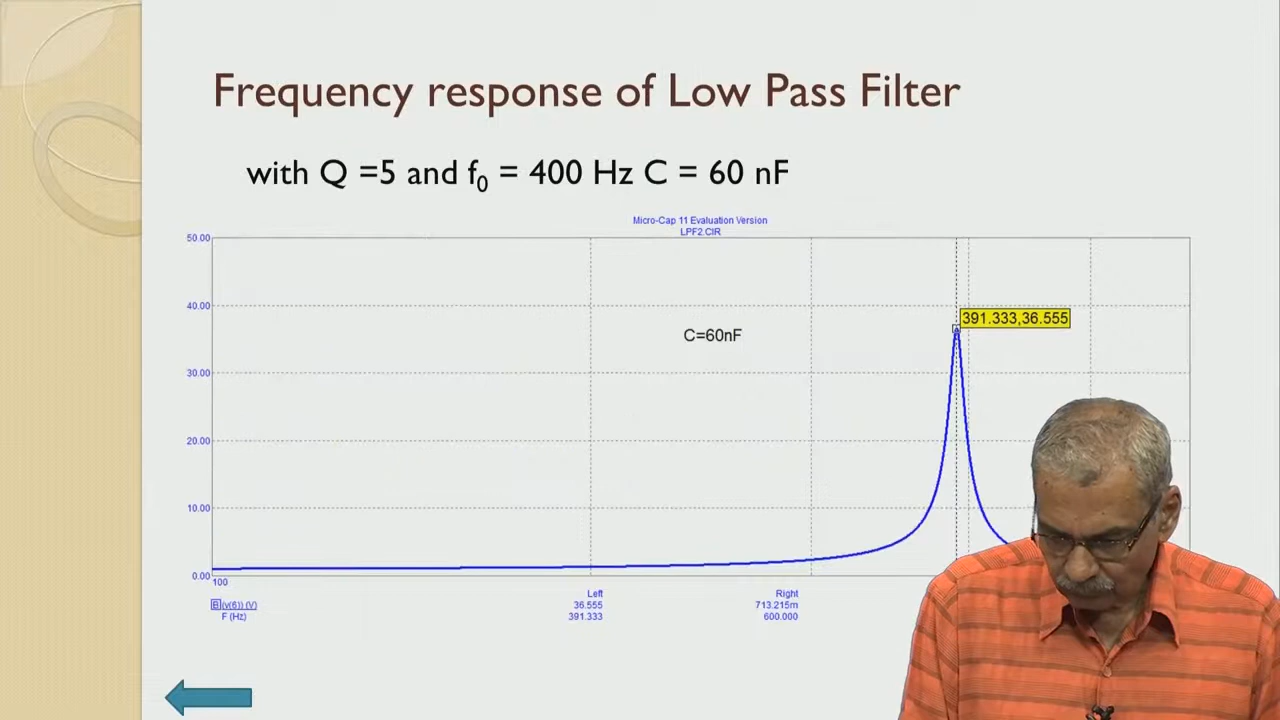 Frequency response of Low Pass Filter
with Q =5 and f0 = 400 Hz C = 60 nF
Micro-Cap 11 Evaluation Version
LPF2.CIR
50.00
40.00
391.333,36.555
C=60nF
30.00
20.00
10.00
0.00
100
Left Right
(v(6)) (V) 36.555 713.215m
F (Hz) 391.333 600.000